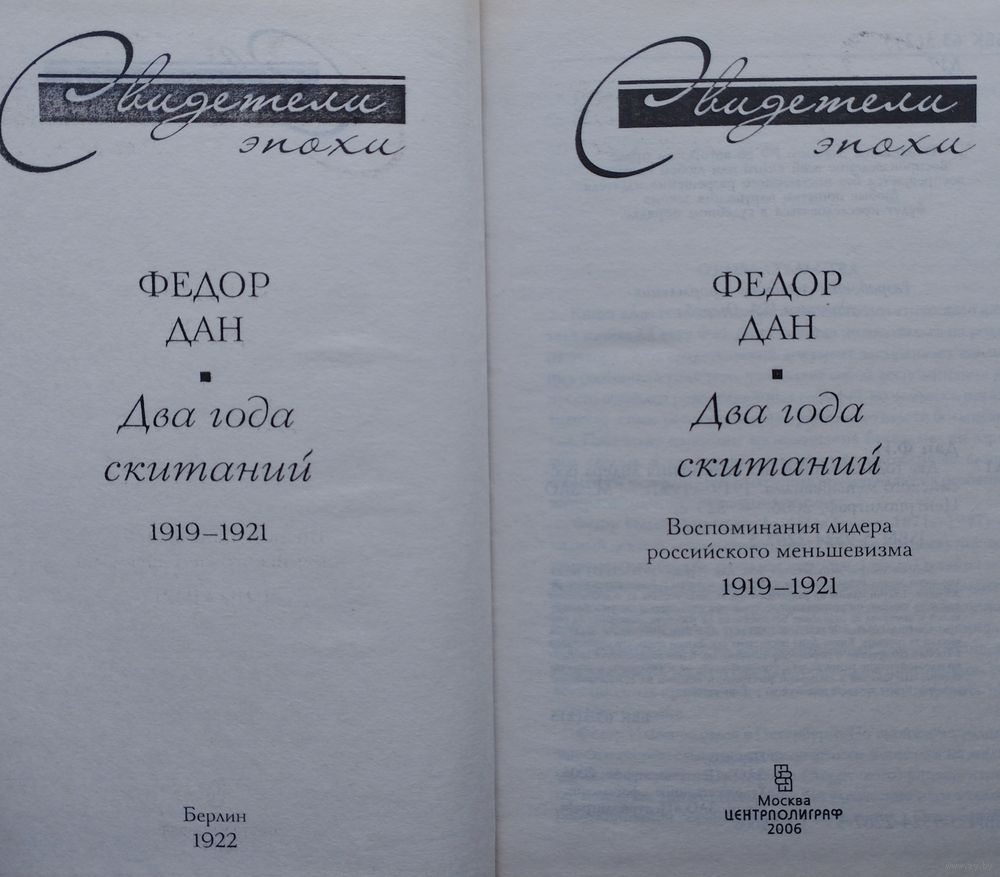 Свидетели
эпохи
ФЕДОР
ДАН
Два года
скитаний
1919–1921
Берлин
1922
Свидетели
эпохи
ФЕДОР
ДАН
Два года
скитаний
Воспоминания лидера
российского меньшевизма
1919–1921
Москва
ЦЕНТРПОЛИГРАФ
2006